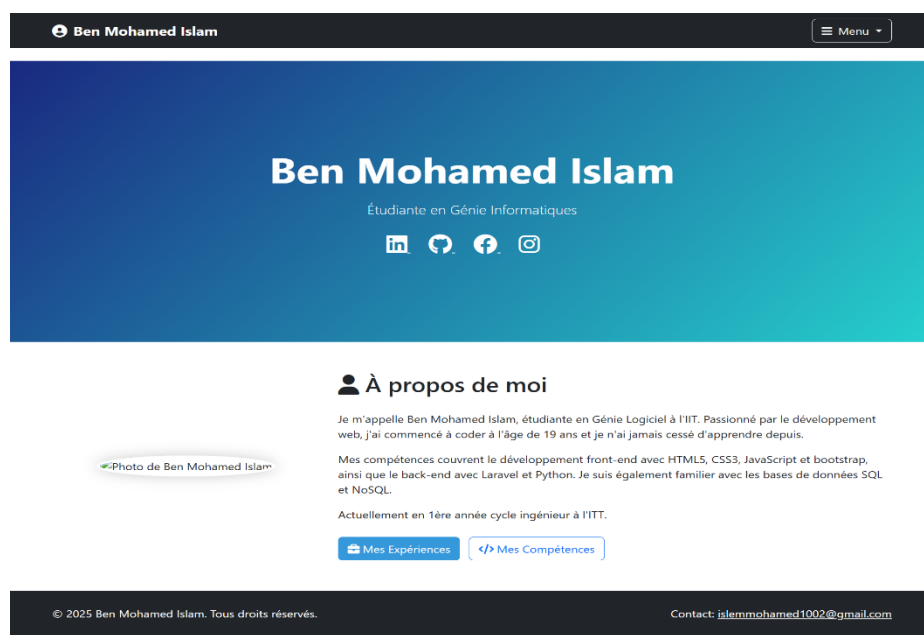 Ben Mohamed Islam
Menu
Ben Mohamed Islam
Étudiante en Génie Informatiques
À propos de moi
Je m'appelle Ben Mohamed Islam, étudiante en Génie Logiciel à l'IIT. Passionné par le développement
web, j'ai commencé à coder à l'âge de 19 ans et je n'ai jamais cessé d'apprendre depuis.
Photo de Ben Mohamed Islam
Mes compétences couvrent le développement front-end avec HTML5, CSS3, JavaScript et bootstrap,
ainsi que le back-end avec Laravel et Python. Je suis également familier avec les bases de données SQL
et NoSQL.
Actuellement en 1ère année cycle ingénieur à l'ITT.
Mes Expériences
</> Mes Compétences
© 2025 Ben Mohamed Islam. Tous droits réservés.
Contact: islemmohamed1002@gmail.com